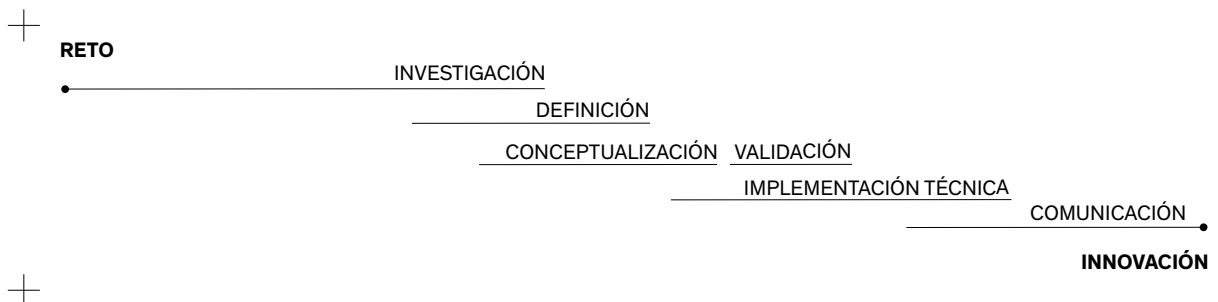 RETO
INVESTIGACIÓN
DEFINICIÓN
CONCEPTUALIZACIÓN VALIDACIÓN
IMPLEMENTACIÓN TÉCNICA
COMUNICACIÓN
INNOVACIÓN